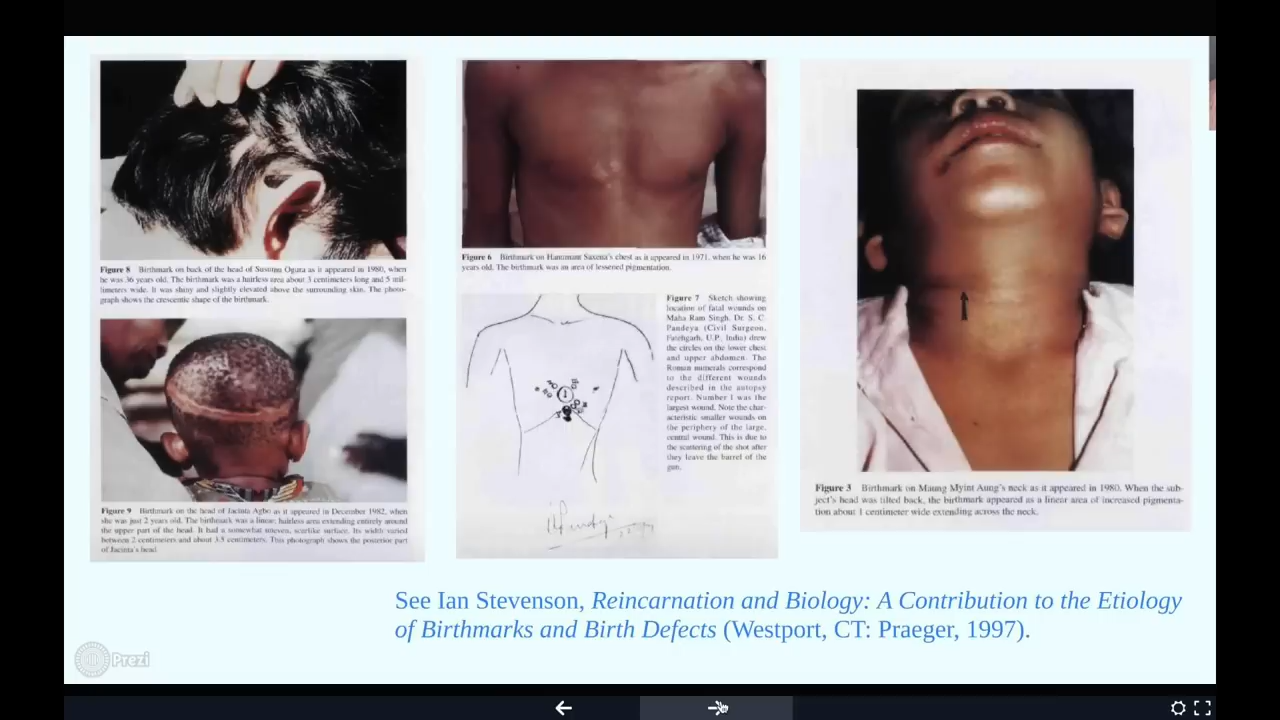 Figure 8 Birthmark on back of the head of Susumu Ogura as it appeared in 1980, when
he was 36 years old. The birthmark was a hairless area about 3 centimeters long and 5 mil-
limeters wide. It was shiny and slightly elevated above the surrounding skin. The photo-
graph shows the crescentic shape of the birthmark.
Figure 9 Birthmark on the head of Jacinta Agbo as it appeared in December 1982, when
she was just 2 years old. The birthmark was a linear, hairless area extending entirely around
the upper part of the head. It had a somewhat uneven, scarlike surface. Its width varied
between 2 centimeters and about 3.5 centimeters. This photograph shows the posterior part
of Jacinta's head
Figure 6 Birthmark on Hanumant Saxena's chest as it appeared in 1971, when he was 16
years old. The birthmark was an area of lessened pigmentation.
Figure 7 Sketch showing
location of fatal wounds on
Maha Ram Singh. Dr. S. C.
Pandeya (Civil Surgeon,
Fatehgarh, U.P., India) drew
the circles on the lower chest
and upper abdomen. The
Roman numerals correspond
to the different wounds
described in the autopsy
report. Number 1 was the
largest wound. Note the char-
acteristic smaller wounds on
the periphery of the large,
central wound. This is due to
the scattering of the shot after
they leave the barrel of the
gun.
Figure 3 Birthmark on Maung Myint Aung's neck as it appeared in 1980. When the sub-
ject's head was tilted back, the birthmark appeared as a linear area of increased pigmenta-
tion about 1 centimeter wide extending across the neck.
See Ian Stevenson, Reincarnation and Biology: A Contribution to the Etiology
of Birthmarks and Birth Defects (Westport, CT: Praeger, 1997).
Prezi